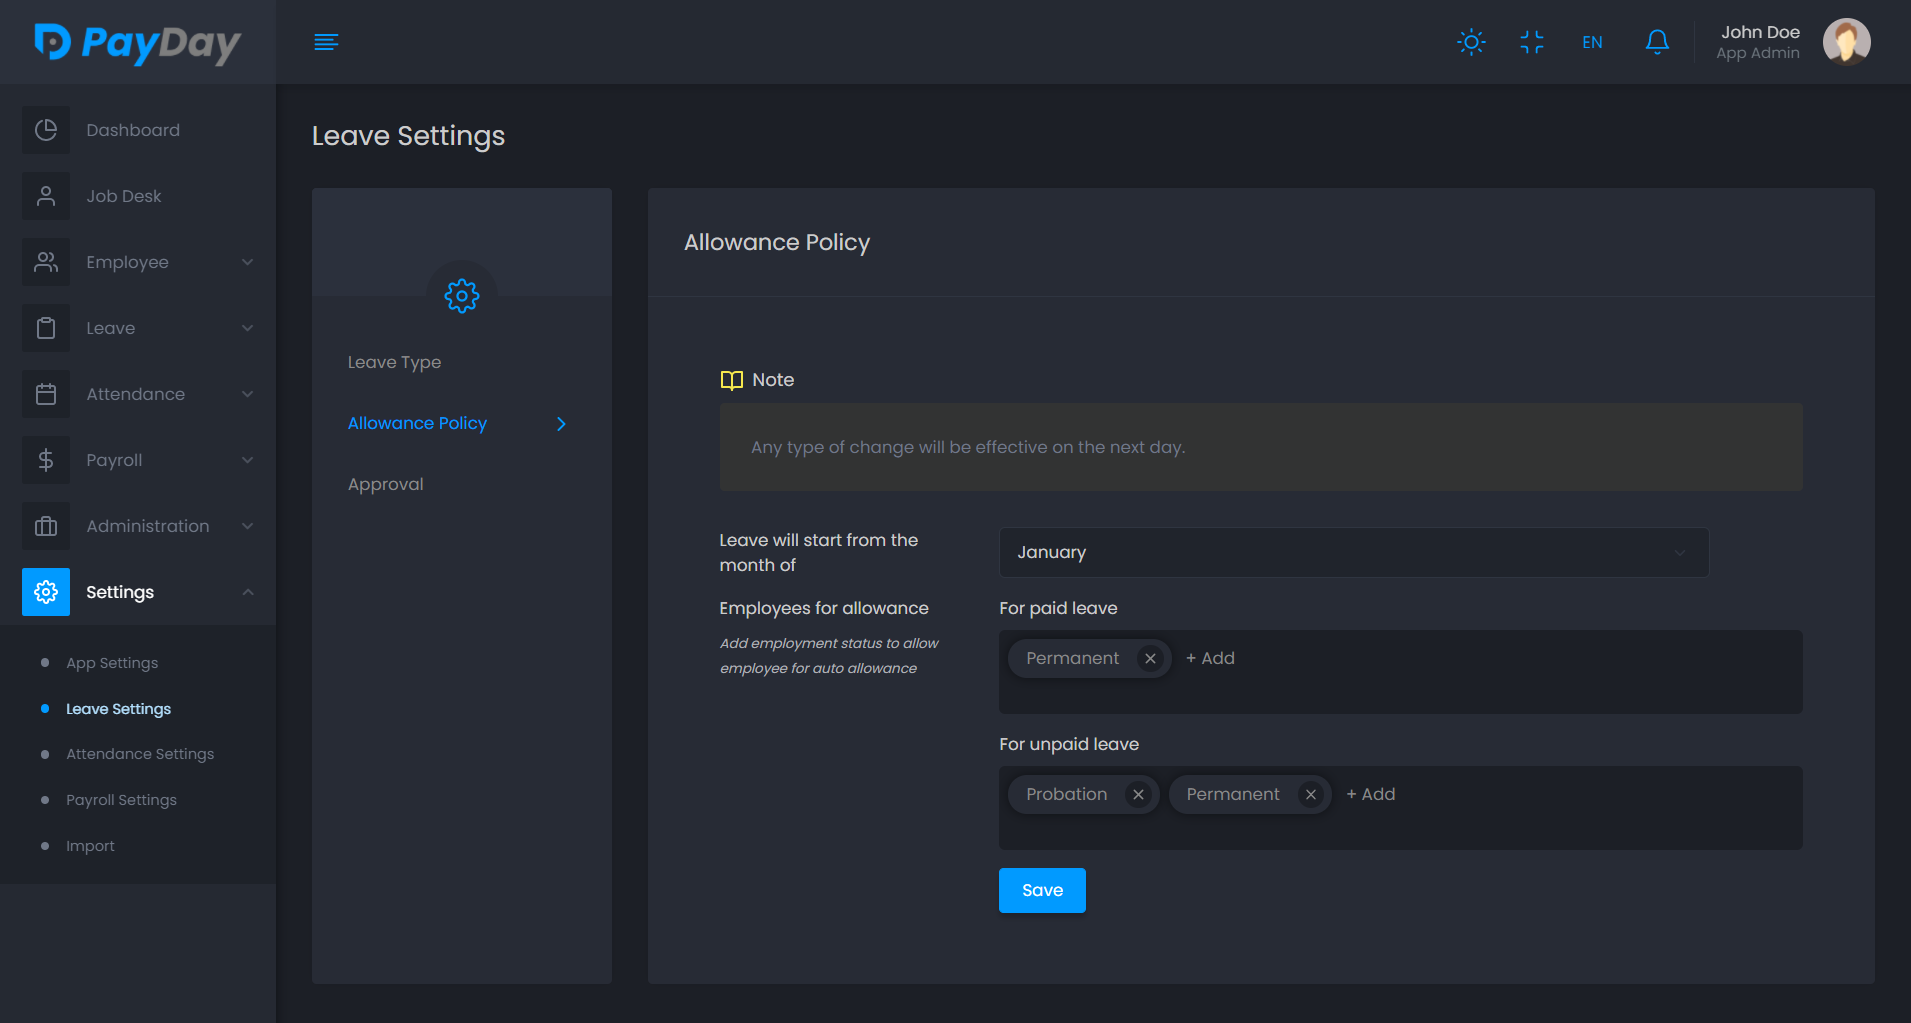 PayDay
EN
John Doe
App Admin
Dashboard
Job Desk
Employee
Leave
Attendance
Payroll
Administration
Settings
App Settings
Leave Settings
Attendance Settings
Payroll Settings
Import
Leave Settings
Leave Type
Allowance Policy
Approval
Allowance Policy
Note
Any type of change will be effective on the next day.
Leave will start from the
month of
January
Employees for allowance
Add employment status to allow
employee for auto allowance
For paid leave
Permanent + Add
For unpaid leave
Probation Permanent + Add
Save